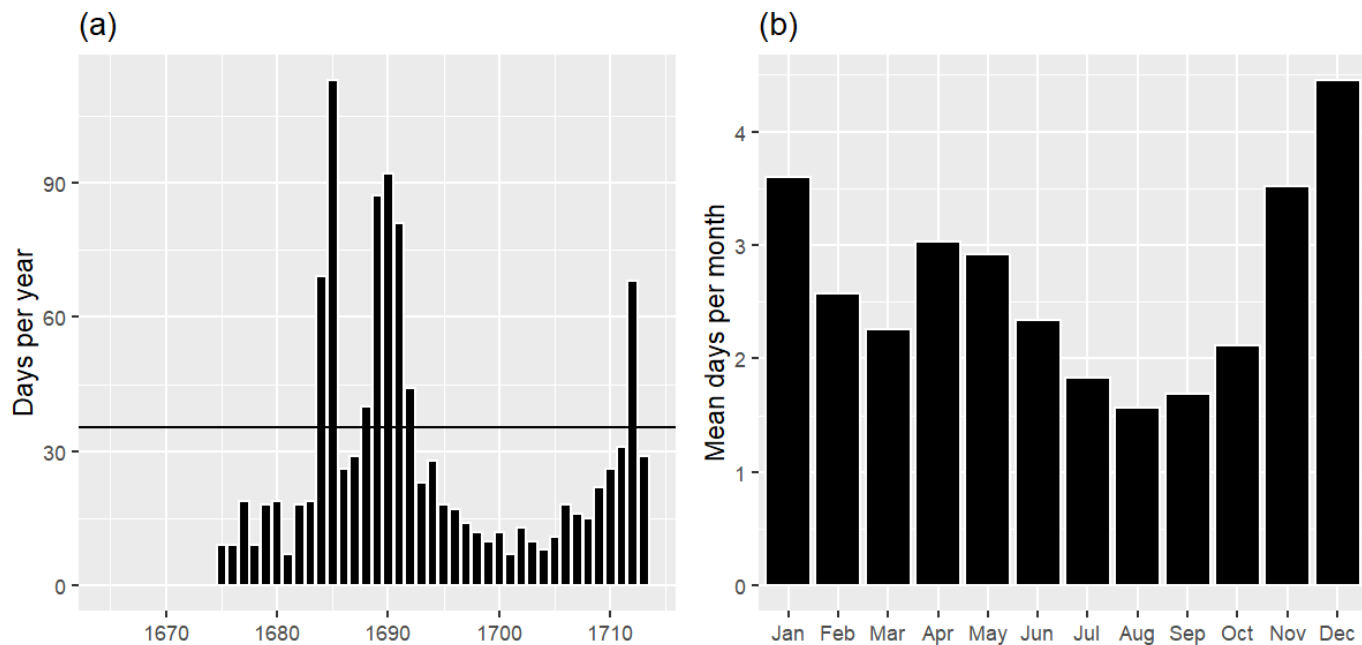 (a)
Days per year
90
60
30
0
1670 1680 1690 1700 1710
(b)
Mean days per month
4
3
2
1
0
Jan Feb Mar Apr May Jun Jul Aug Sep Oct Nov Dec